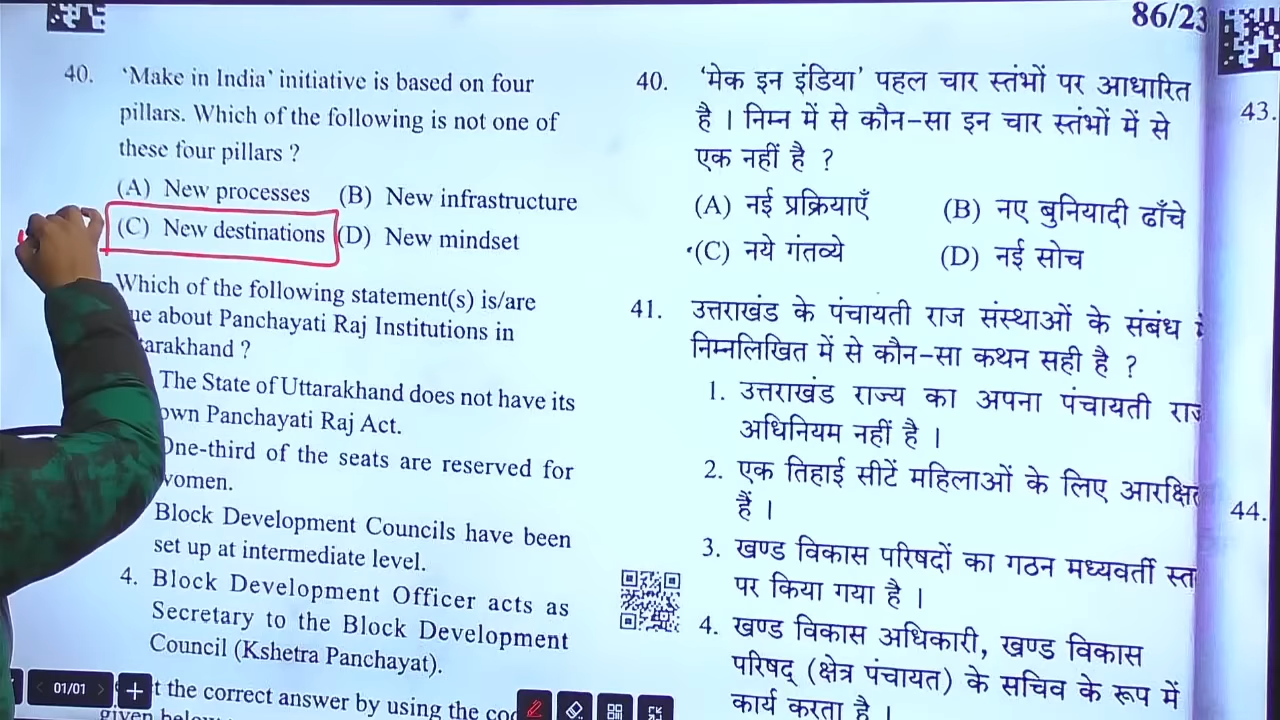 86/23
40. 'Make in India' initiative is based on four
pillars. Which of the following is not one of
these four pillars ?
(A) New processes (B) New infrastructure
(C) New destinations (D) New mindset
Which of the following statement(s) is/are
about Panchayati Raj Institutions in
The State of Uttarakhand does not have its
own Panchayati Raj Act.
One-third of the seats are reserved for
women.
Block Development Councils have been
set up at intermediate level.
4. Block Development Officer acts as
Secretary to the Block Development
Council (Kshetra Panchayat).
the correct answer by using the
given
40. 'मेक इन इंडिया' पहल चार स्तंभों पर आधारित
है । निम्न में से कौन-सा इन चार स्तंभों में से
एक नहीं है ?
(A) नई प्रक्रियाएँ (B) नए बुनियादी ढाँचे
(C) नये गंतव्ये (D) नई सोच
41. उत्तराखंड के पंचायती राज संस्थाओं के संबंध में
निम्नलिखित में से कौन-सा कथन सही है ?
1. उत्तराखंड राज्य का अपना पंचायती राज
अधिनियम नहीं है ।
2. एक तिहाई सीटें महिलाओं के लिए आरक्षित
हैं ।
3. खण्ड विकास परिषदों का गठन मध्यवर्ती स्त
पर किया गया है ।
4. खण्ड विकास अधिकारी, खण्ड विकास
परिषद् (क्षेत्र पंचायत) के सचिव के रूप में
कार्य करता है ।
43.
44.
01/01